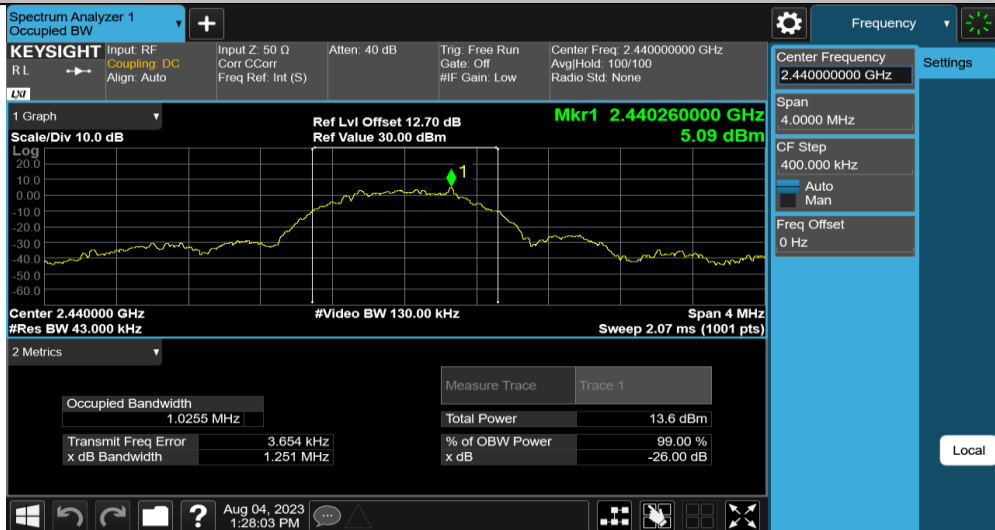 Spectrum Analyzer 1
Occupied BW
+
Frequency
KEYSIGHT
R L
LXI
Input: RF
Coupling: DC
Align: Auto
Input Z: 50 Ω
Corr CCorr
Freq Ref: Int (S)
Atten: 40 dB
Trig: Free Run
Gate: Off
#IF Gain: Low
Center Freq: 2.440000000 GHz
Avg|Hold: 100/100
Radio Std: None
Center Frequency
2.440000000 GHz
Settings
Span
4.0000 MHz
CF Step
400.000 kHz
Auto
Man
Freq Offset
0 Hz
1 Graph
Scale/Div 10.0 dB
Ref Lvl Offset 12.70 dB
Ref Value 30.00 dBm
Mkr1 2.440260000 GHz
5.09 dBm
Log
20.0
10.0
0.00
-10.0
-20.0
-30.0
-40.0
-50.0
-60.0
1
Center 2.440000 GHz
#Res BW 43.000 kHz
#Video BW 130.00 kHz
Span 4 MHz
Sweep 2.07 ms (1001 pts)
2 Metrics
Measure Trace Trace 1
Occupied Bandwidth
1.0255 MHz
Total Power 13.6 dBm
Transmit Freq Error 3.654 kHz
% of OBW Power 99.00 %
x dB Bandwidth 1.251 MHz
x dB -26.00 dB
Local
?
Aug 04, 2023
1:28:03 PM